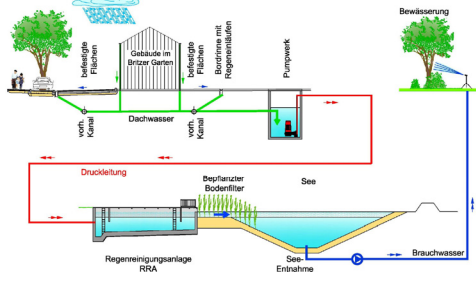 Bewässerung
befestigte
Flächen
Gebäude im
Britzer Garten
befestigte
Flächen
Bordrinne mit
Regeneinläufen
Pumpwerk
vorh.
Kanal
Dachwasser
vorh.
Kanal
Druckleitung
Bepflanzter
Bodenfilter
See
Regenreinigungsanlage
RRA
See-
Entnahme
Brauchwasser